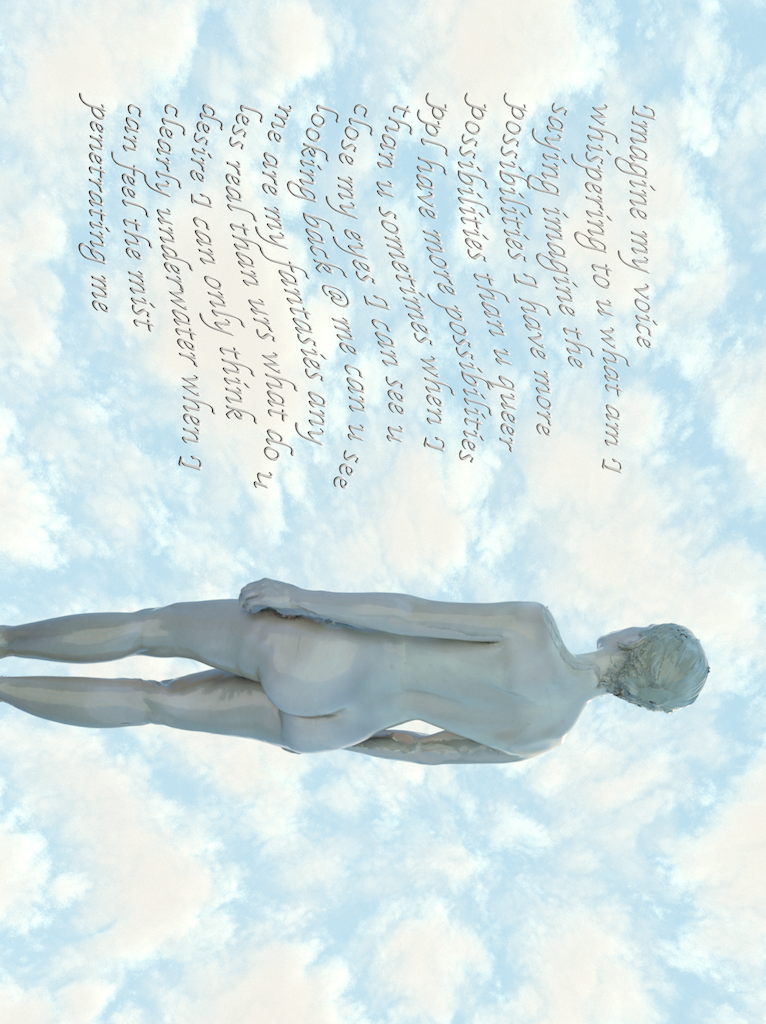 Imagine my voice
whispering to u what am I
saying imagine the
possibilities I have more
possibilities than u queer
ppl have more possibilities
than u sometimes when I
close my eyes I can see u
looking back @ me can u see
me are my fantasies any
less real than urs what do u
desire I can only think
clearly underwater when I
can feel the mist
penetrating me